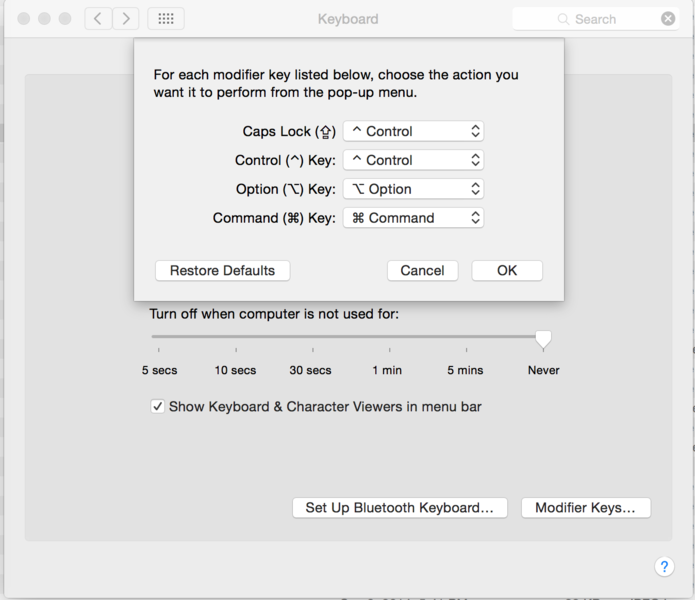 Keyboard
Search
For each modifier key listed below, choose the action you
want it to perform from the pop-up menu.
Caps Lock (⇪) ⌃ Control
Control (⌃) Key: ⌃ Control
Option (⌥) Key: ⌥ Option
Command (⌘) Key: ⌘ Command
Restore Defaults Cancel OK
Turn off when computer is not used for:
5 secs 10 secs 30 secs 1 min 5 mins Never
Show Keyboard & Character Viewers in menu bar
Set Up Bluetooth Keyboard... Modifier Keys...
?